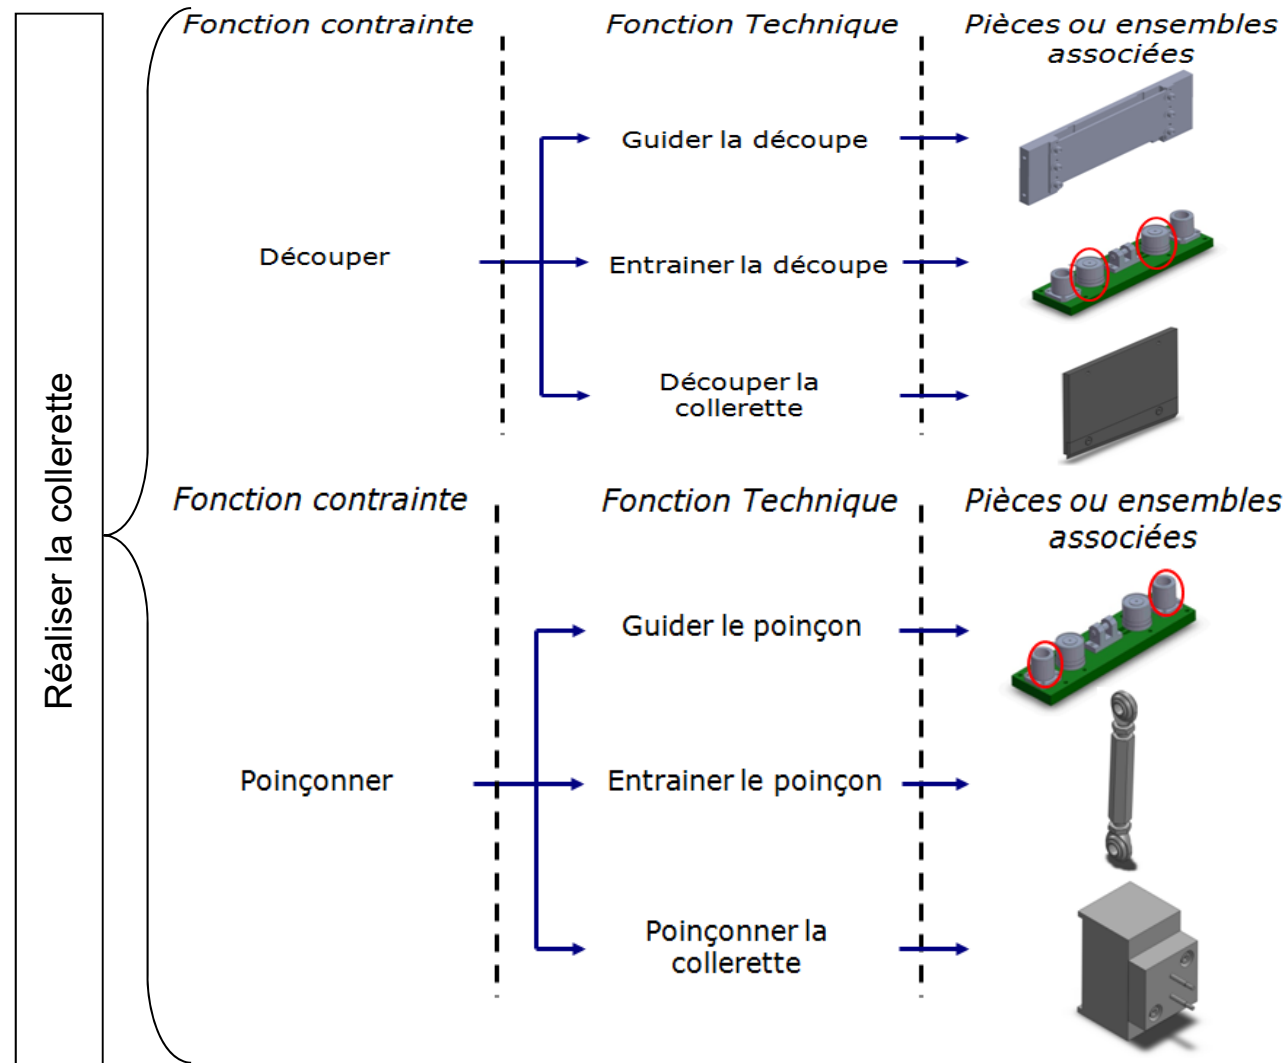 Réaliser la collerette
Fonction contrainte
Fonction Technique
Pièces ou ensembles
associées
Découper
Guider la découpe
Entrainer la découpe
Découper la
collerette
Fonction contrainte
Fonction Technique
Pièces ou ensembles
associées
Poinçonner
Guider le poinçon
Entrainer le poinçon
Poinçonner la
collerette